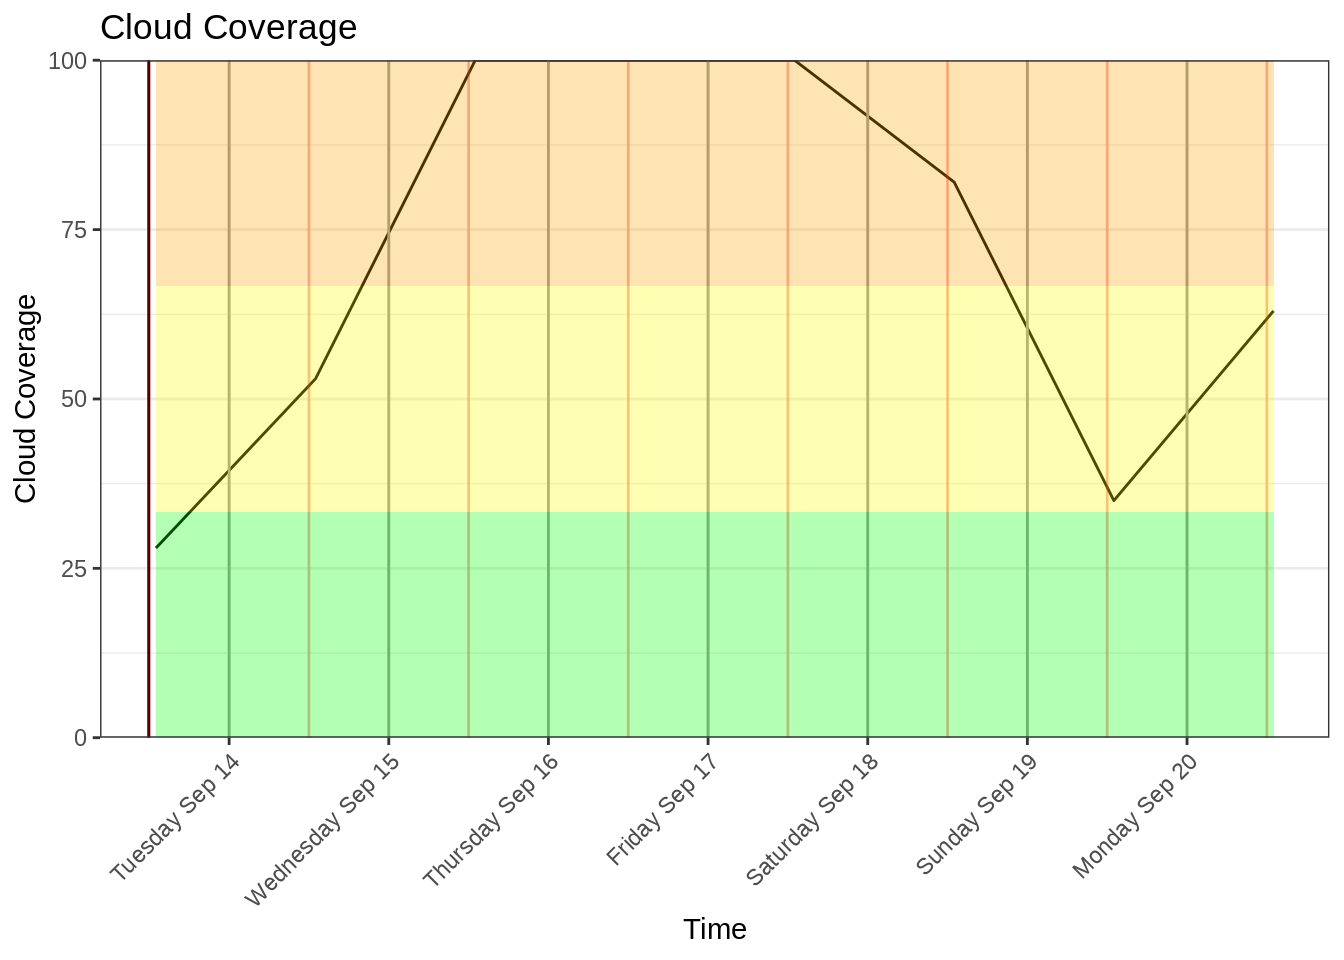 Cloud Coverage
100
75
50
25
0
Cloud Coverage
Tuesday Sep 14
Wednesday Sep 15
Thursday Sep 16
Friday Sep 17
Saturday Sep 18
Sunday Sep 19
Monday Sep 20
Time